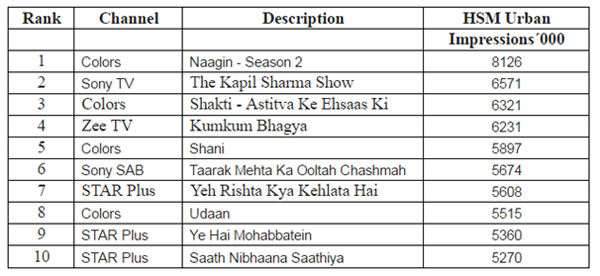 Rank Channel Description HSM Urban
Impressions´000
1 Colors Naagin - Season 2 8126
2 Sony TV The Kapil Sharma Show 6571
3 Colors Shakti - Astitva Ke Ehsaas Ki 6321
4 Zee TV Kumkum Bhagya 6231
5 Colors Shani 5897
6 Sony SAB Taarak Mehta Ka Ooltah Chashmah 5674
7 STAR Plus Yeh Rishta Kya Kehlata Hai 5608
8 Colors Udaan 5515
9 STAR Plus Ye Hai Mohabbatein 5360
10 STAR Plus Saath Nibhaana Saathiya 5270